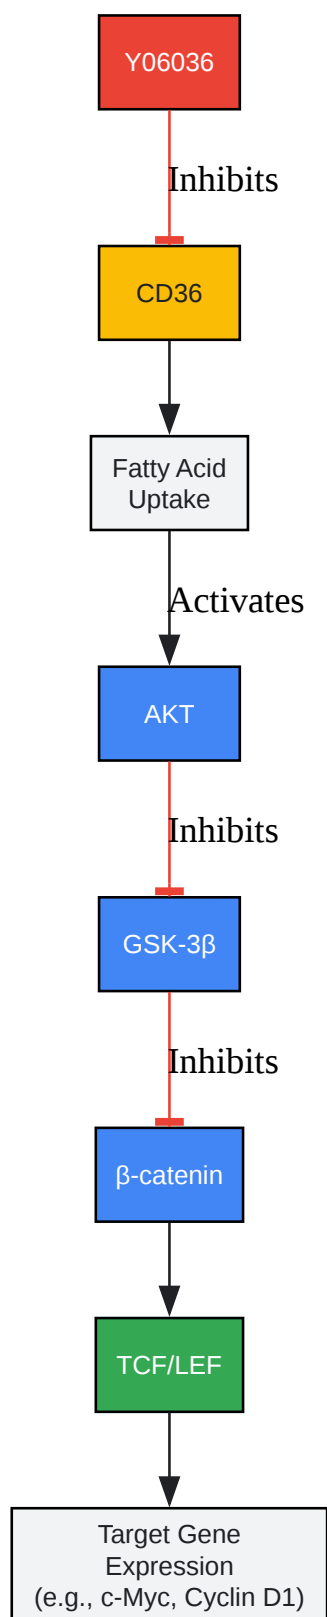 Y06036
Inhibits
CD36
Fatty Acid
Uptake
Activates
AKT
Inhibits
GSK-3β
Inhibits
β-catenin
TCF/LEF
Target Gene
Expression
(e.g., c-Myc, Cyclin D1)